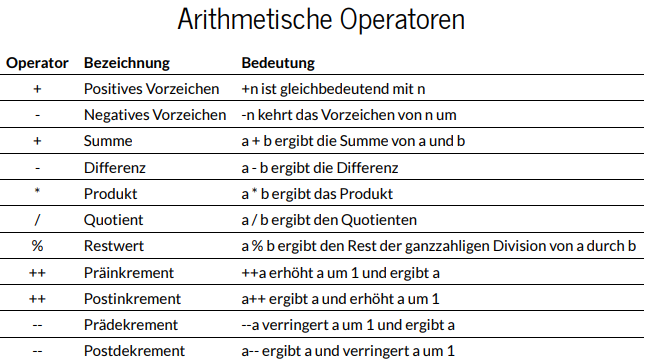 Arithmetische Operatoren
Operator Bezeichnung Bedeutung
+ Positives Vorzeichen +n ist gleichbedeutend mit n
- Negatives Vorzeichen -n kehrt das Vorzeichen von n um
+ Summe a + b ergibt die Summe von a und b
- Differenz a - b ergibt die Differenz
* Produkt a * b ergibt das Produkt
/ Quotient a / b ergibt den Quotienten
% Restwert a % b ergibt den Rest der ganzzahligen Division von a durch b
++ Präinkrement ++a erhöht a um 1 und ergibt a
++ Postinkrement a++ ergibt a und erhöht a um 1
-- Prädekrement --a verringert a um 1 und ergibt a
-- Postdekrement a-- ergibt a und verringert a um 1